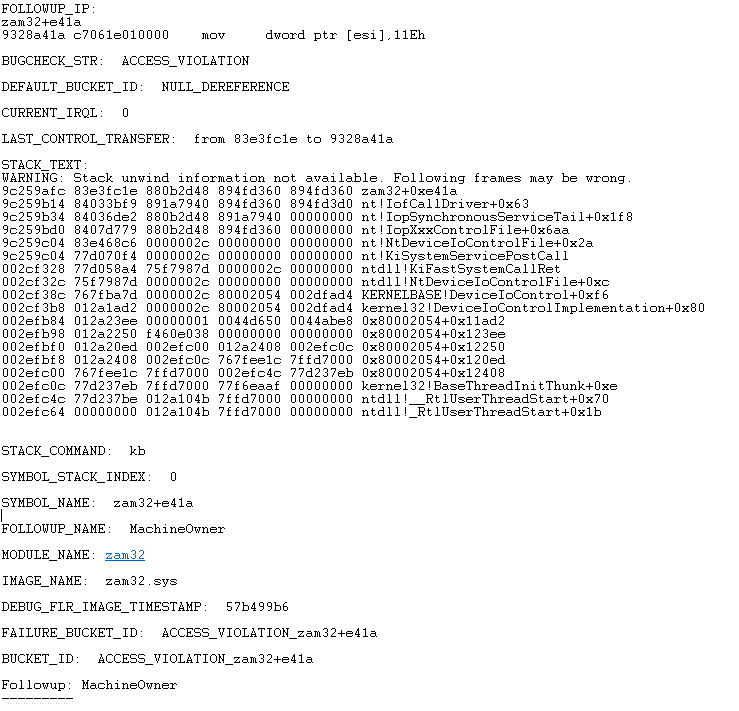 FOLLOWUP_IP:
zam32+e41a
9328a41a c7061e010000    mov     dword ptr [esi],11Eh
BUGCHECK_STR:  ACCESS_VIOLATION
DEFAULT_BUCKET_ID:  NULL_DEREFERENCE
CURRENT_IRQL:  0
LAST_CONTROL_TRANSFER:  from 83e3fc1e to 9328a41a
STACK_TEXT:
WARNING: Stack unwind information not available. Following frames may be wrong.
9c259afc 83e3fc1e 880b2d48 894fd360 894fd360 zam32+0xe41a
9c259b14 84033bf9 891a7940 894fd360 894fd3d0 nt!IofCallDriver+0x63
9c259b34 84036de2 880b2d48 891a7940 00000000 nt!IopSynchronousServiceTail+0x1f8
9c259bd0 8407d779 880b2d48 894fd360 00000000 nt!IopXxxControlFile+0x6aa
9c259c04 83e468c6 0000002c 00000000 00000000 nt!NtDeviceIoControlFile+0x2a
9c259c04 77d070f4 0000002c 00000000 00000000 nt!KiSystemServicePostCall
002cf328 77d058a4 75f7987d 0000002c 00000000 ntdll!KiFastSystemCallRet
002cf32c 75f7987d 0000002c 00000000 00000000 ntdll!NtDeviceIoControlFile+0xc
002cf38c 767fba7d 0000002c 80002054 002dfad4 KERNELBASE!DeviceIoControl+0xf6
002cf3b8 012a1ad2 0000002c 80002054 002dfad4 kernel32!DeviceIoControlImplementation+0x80
002efb84 012a23ee 00000001 0044d650 0044abe8 0x80002054+0x11ad2
002efb98 012a2250 f460e038 00000000 00000000 0x80002054+0x123ee
002efbf0 012a20ed 002efc00 012a2408 002efc0c 0x80002054+0x12250
002efbf8 012a2408 002efc0c 767fee1c 7ffd7000 0x80002054+0x120ed
002efc00 767fee1c 7ffd7000 002efc4c 77d237eb 0x80002054+0x12408
002efc0c 77d237eb 7ffd7000 77f6eaaf 00000000 kernel32!BaseThreadInitThunk+0xe
002efc4c 77d237be 012a104b 7ffd7000 00000000 ntdll!__RtlUserThreadStart+0x70
002efc64 00000000 012a104b 7ffd7000 00000000 ntdll!_RtlUserThreadStart+0x1b
STACK_COMMAND:  kb
SYMBOL_STACK_INDEX:  0
SYMBOL_NAME:  zam32+e41a
FOLLOWUP_NAME:  MachineOwner
MODULE_NAME: zam32
IMAGE_NAME:  zam32.sys
DEBUG_FLR_IMAGE_TIMESTAMP:  57b499b6
FAILURE_BUCKET_ID:  ACCESS_VIOLATION_zam32+e41a
BUCKET_ID:  ACCESS_VIOLATION_zam32+e41a
Followup: MachineOwner
---------